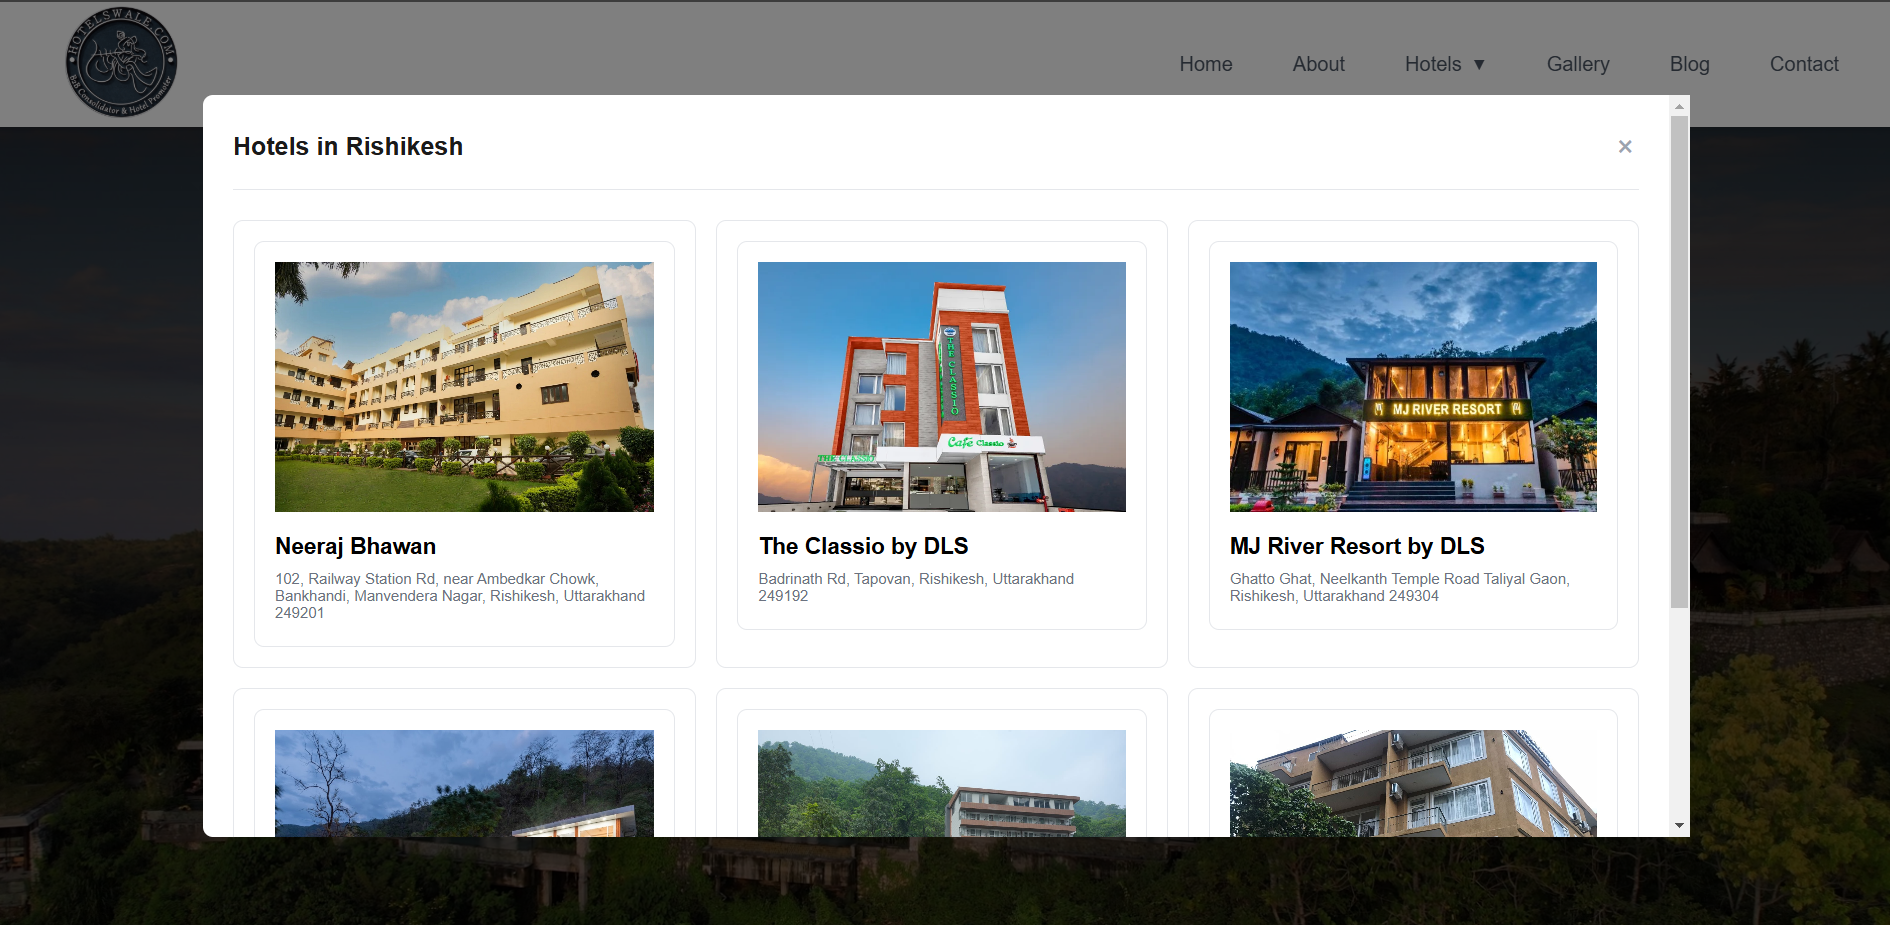 HOTELSWALE.COM
B2B Consolidator & Hotel Promoter
Home
About
Hotels ▼
Gallery
Blog
Contact
Hotels in Rishikesh
×
THE CLASSIO
Cafe Classio
THE CLASSIO
MJ RIVER RESORT
Neeraj Bhawan
102, Railway Station Rd, near Ambedkar Chowk,
Bankhandi, Manvendera Nagar, Rishikesh, Uttarakhand
249201
The Classio by DLS
Badrinath Rd, Tapovan, Rishikesh, Uttarakhand
249192
MJ River Resort by DLS
Ghatto Ghat, Neelkanth Temple Road Taliyal Gaon,
Rishikesh, Uttarakhand 249304